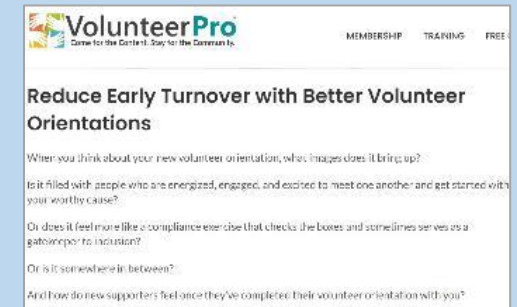 VolunteerPro
Come for the Content. Stay for the Community.
MEMBERSHIP TRAINING FREE
Reduce Early Turnover with Better Volunteer
Orientations
When you think about your new volunteer orientation, what images does it bring up?
Is it filled with people who are energized, engaged, and excited to meet one another and get started with
your worthy cause?
Or does it feel more like a compliance exercise that checks the boxes and sometimes serves as a
gatekeeper to inclusion?
Or is it somewhere in between?
And how do new supporters feel once they've completed their volunteer orientation with you?